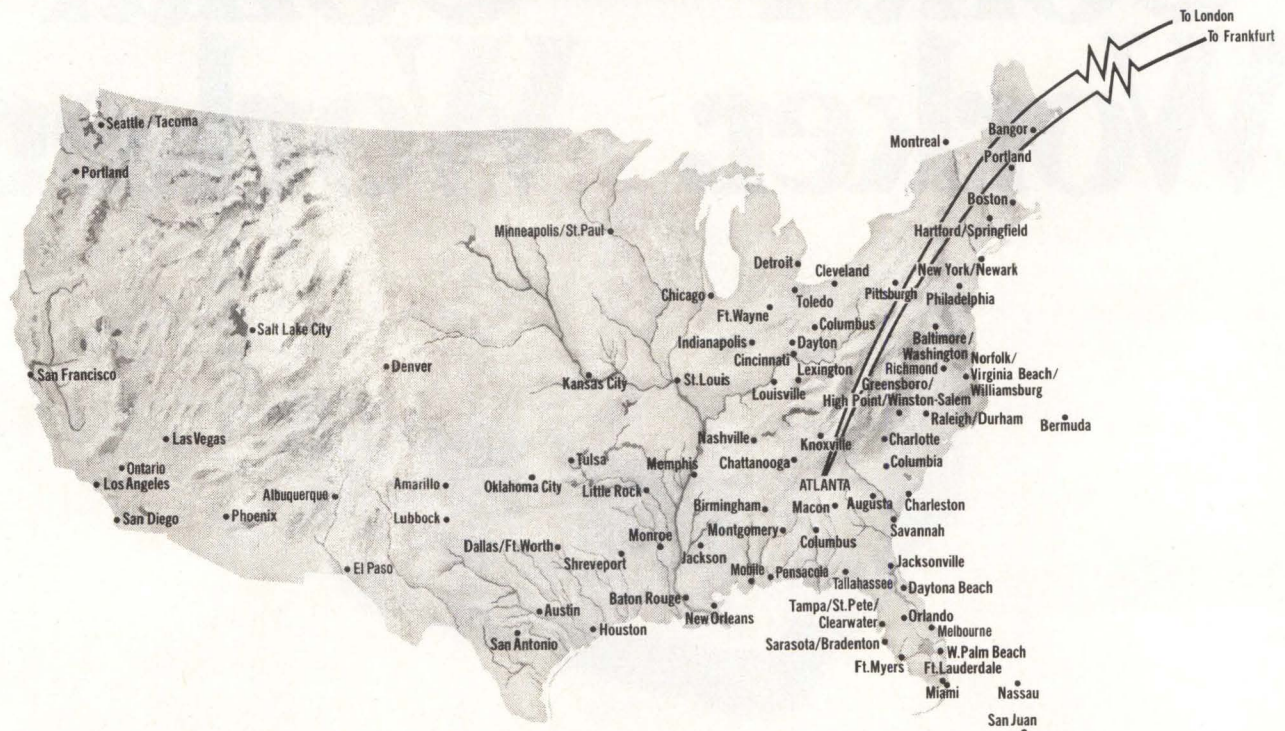 To London
To Frankfurt
Seattle / Tacoma
Portland
Montreal
Bangor
Portland
Boston
Hartford/Springfield
Minneapolis/St.Paul
Detroit
Cleveland
New York/Newark
Chicago
Toledo
Pittsburgh
Philadelphia
Ft.Wayne
Salt Lake City
Columbus
Indianapolis
Dayton
Baltimore/
Washington
Cincinnati
Norfolk/
Virginia Beach/
Williamsburg
San Francisco
Denver
Kansas City
St.Louis
Lexington
Richmond
Louisville
Greensboro/
High Point/Winston-Salem
Raleigh/Durham
Bermuda
Las Vegas
Nashville
Knoxville
Charlotte
Ontario
Los Angeles
Tulsa
Memphis
Chattanooga
Columbia
Albuquerque
Amarillo
Oklahoma City
Little Rock
ATLANTA
San Diego
Phoenix
Lubbock
Birmingham
Macon
Augusta
Charleston
Savannah
Dallas/Ft.Worth
Monroe
Montgomery
Columbus
El Paso
Shreveport
Jackson
Mobile
Pensacola
Tallahassee
Jacksonville
Daytona Beach
Austin
Baton Rouge
New Orleans
Tampa/St.Pete/
Clearwater
Orlando
Melbourne
San Antonio
Houston
Sarasota/Bradenton
W.Palm Beach
Ft.Myers
Ft.Lauderdale
Miami
Nassau
San Juan